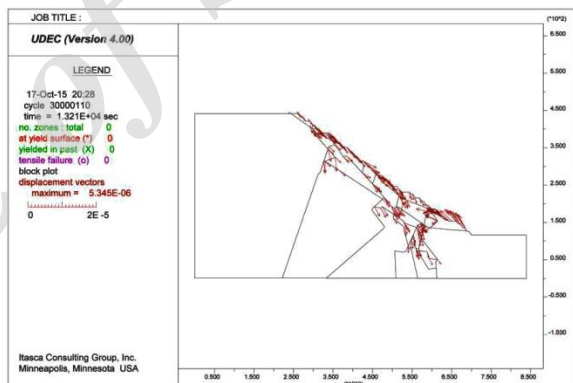 JOB TITLE :
(*10^2)
UDEC (Version 4.00)
LEGEND
17-Oct-15 20:28
cycle 30000110
time = 1.321E+04 sec
no. zones : total 0
at yield surface (*) 0
yielded in past (X) 0
tensile failure (o) 0
block plot
displacement vectors
maximum = 5.345E-06
0 2E -5
Itasca Consulting Group, Inc.
Minneapolis, Minnesota USA
6.500
5.500
4.500
3.500
2.500
1.500
0.500
-0.500
-1.500
0.500 1.500 2.500 3.500 4.500 5.500 6.500 7.500 8.500